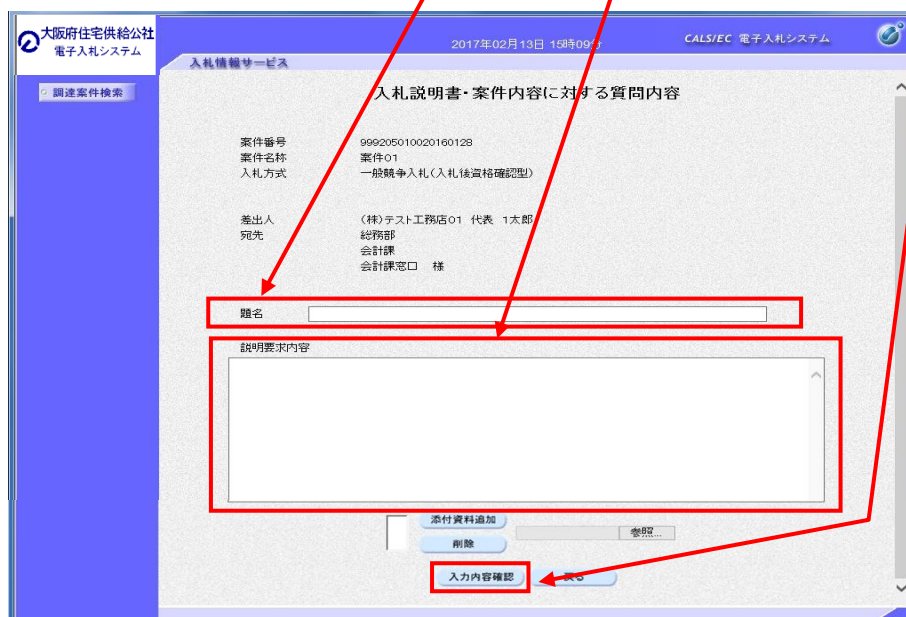 大阪府住宅供給公社
電子入札システム
2017年02月13日 15時09分
CALS/EC 電子入札システム
入札情報サービス
調達案件検索
入札説明書・案件内容に対する質問内容
案件番号 999205010020160128
案件名称 案件01
入札方式 一般競争入札(入札後資格確認型)
差出人 (株)テスト工務店01 代表 1太郎
宛先 総務部
会計課
会計課窓口 様
題名
説明要求内容
添付資料追加
参照...
削除
入力内容確認
戻る